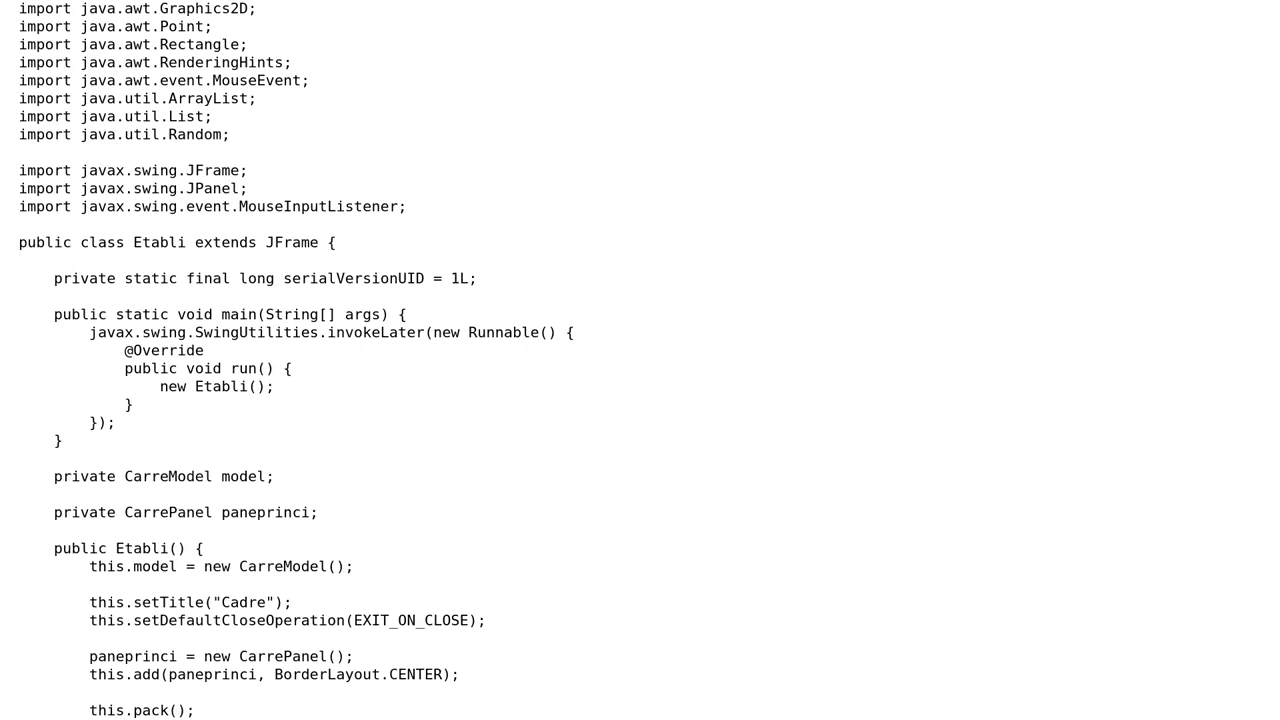 import java.awt.Graphics2D;
import java.awt.Point;
import java.awt.Rectangle;
import java.awt.RenderingHints;
import java.awt.event.MouseEvent;
import java.util.ArrayList;
import java.util.List;
import java.util.Random;

import javax.swing.JFrame;
import javax.swing.JPanel;
import javax.swing.event.MouseInputListener;

public class Etabli extends JFrame {

    private static final long serialVersionUID = 1L;

    public static void main(String[] args) {
        javax.swing.SwingUtilities.invokeLater(new Runnable() {
            @Override
            public void run() {
                new Etabli();
            }
        });
    }

    private CarreModel model;

    private CarrePanel paneprinci;

    public Etabli() {
        this.model = new CarreModel();

        this.setTitle("Cadre");
        this.setDefaultCloseOperation(EXIT_ON_CLOSE);

        paneprinci = new CarrePanel();
        this.add(paneprinci, BorderLayout.CENTER);

        this.pack();